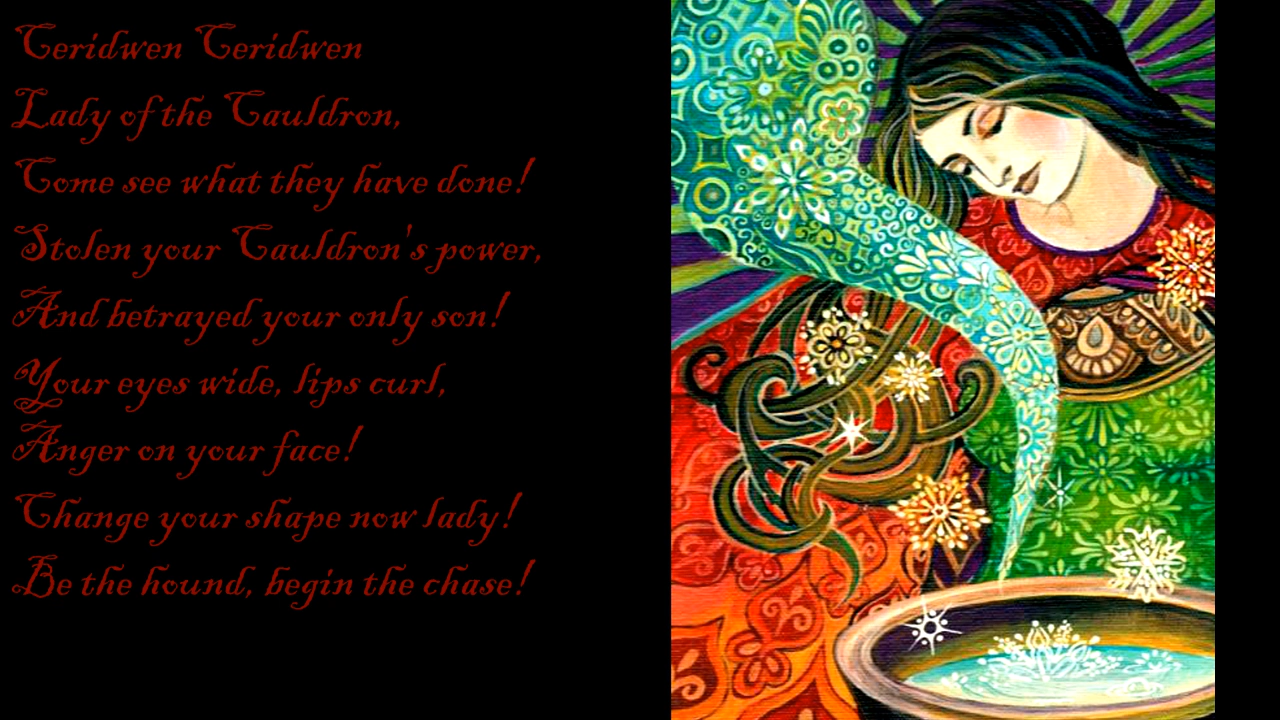 Ceridwen Ceridwen
Lady of the Cauldron,
Come see what they have done!
Stolen your Cauldron's power,
And betrayed your only son!
Your eyes wide, lips curl,
Anger on your face!
Change your shape now lady!
Be the hound, begin the chase!